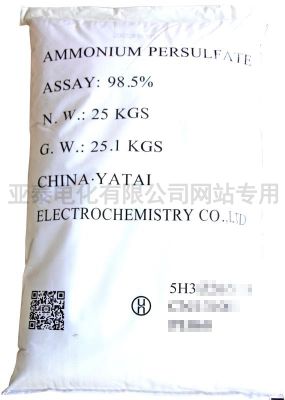 AMMONIUM PERSULFATE
ASSAY: 98.5%
N. W.: 25 KGS
G. W.: 25.1 KGS
CHINA·YATAI
亚泰电化有限公司网站专用
ELECTROCHEMISTRY CO.,LTD
5H3